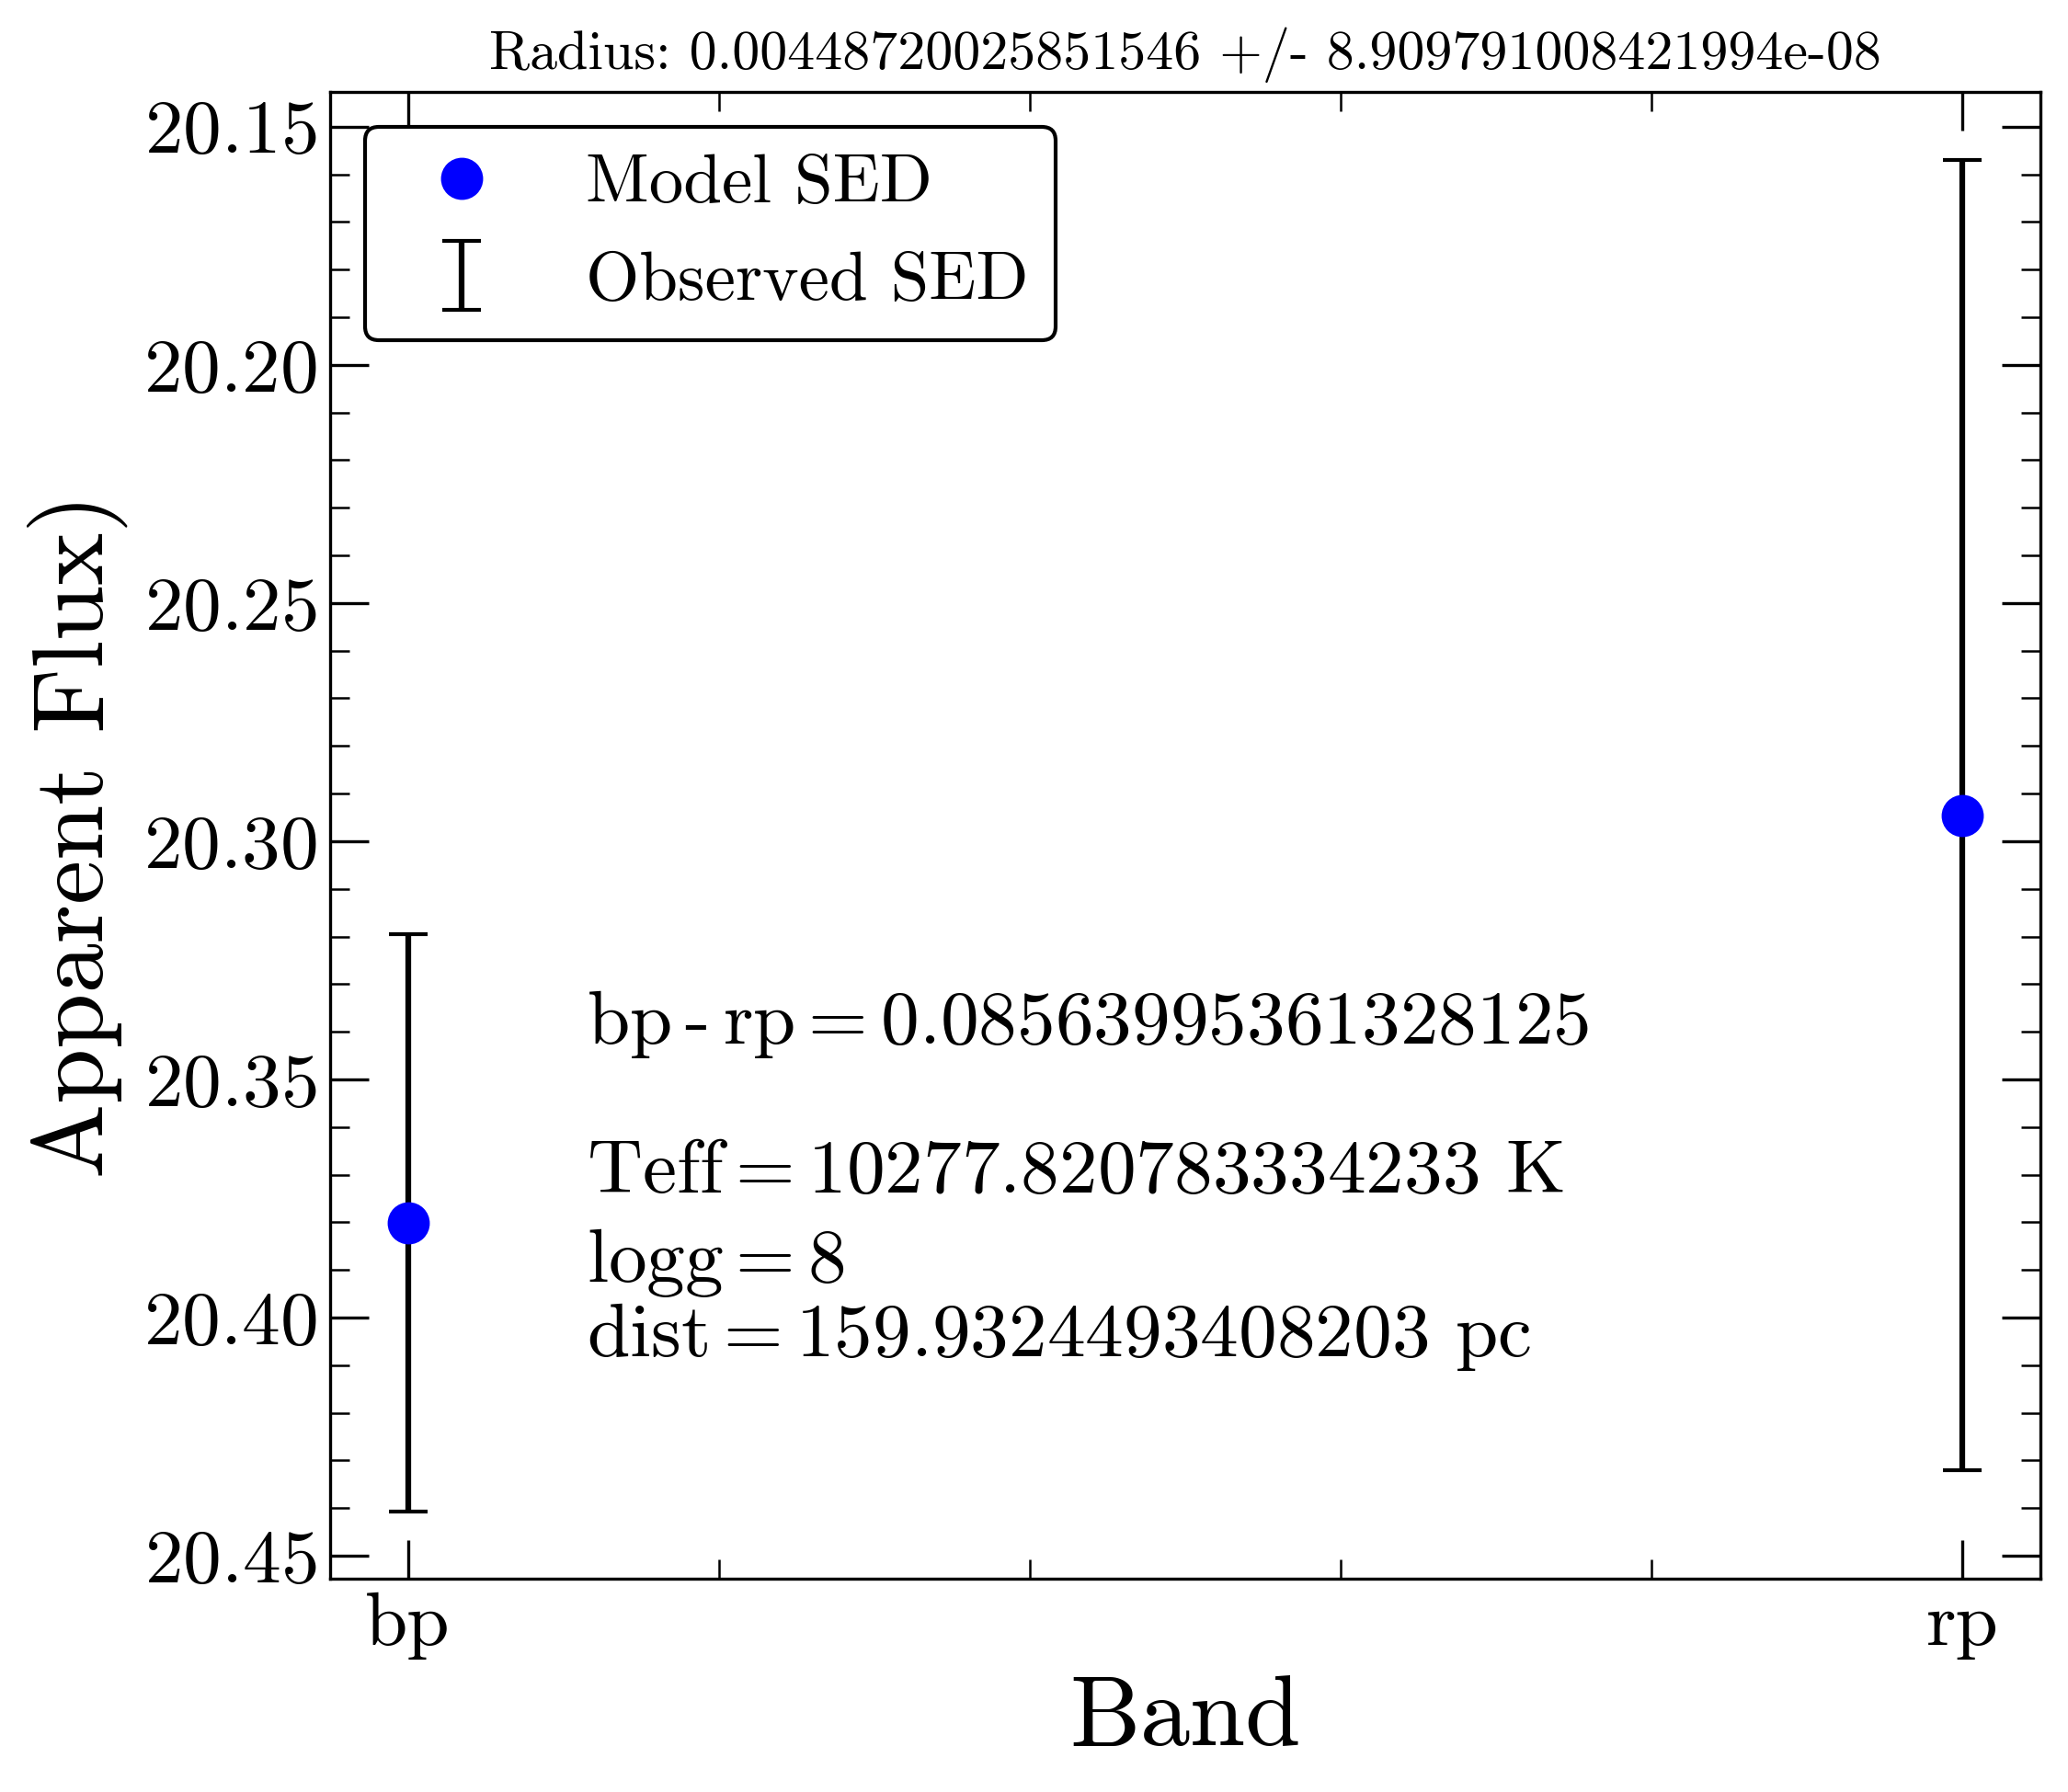 Radius: 0.00448720025851546 +/- 8.909791008421994e-08
20.15
20.20
20.25
20.30
20.35
20.40
20.45
Apparent Flux)
Model SED
Observed SED
bp - rp = 0.08563995361328125
Teff = 10277.820783334233 K
logg = 8
dist = 159.9324493408203 pc
bp
rp
Band